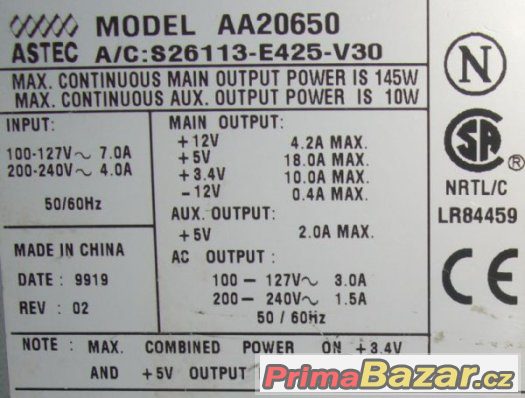 MODEL AA20650
ASTEC A/C:S26113-E425-V30
MAX. CONTINUOUS MAIN OUTPUT POWER IS 145W
MAX. CONTINUOUS AUX. OUTPUT POWER IS 10W
INPUT:
100-127V~ 7.0A
200-240V~ 4.0A
50/60Hz
MADE IN CHINA
DATE : 9919
REV : 02
MAIN OUTPUT:
+12V 4.2A MAX.
+5V 18.0A MAX.
+3.4V 10.0A MAX.
-12V 0.4A MAX.
AUX. OUTPUT:
+5V 2.0A MAX.
AC OUTPUT :
100 — 127V~ 3.0A
200 — 240V~ 1.5A
50 / 60Hz
NOTE : MAX. COMBINED POWER ON +3.4V
AND +5V OUTPUT
N
SA
®
NRTL/C
LR84459
CE
PrimaBazar.cz